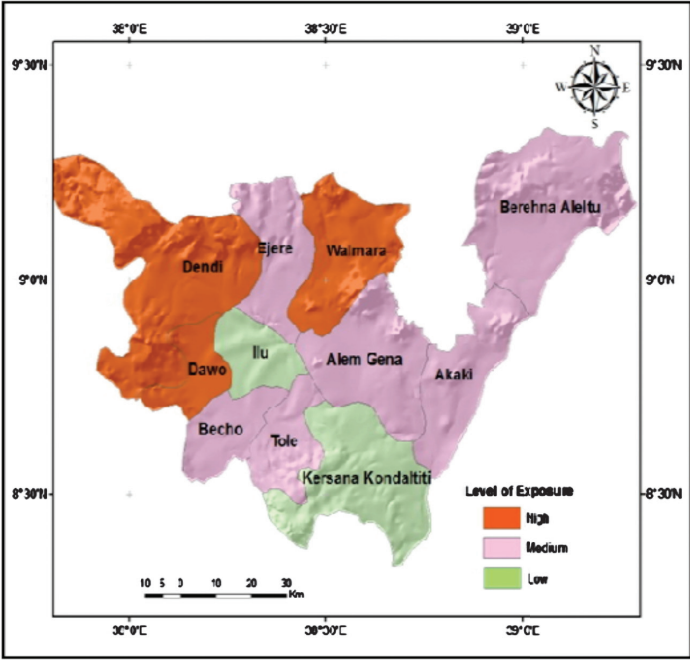 38°0'E 38°30'E 39°0'E
9°30'N 9°30'N
N
W E
S
Berehna Aleltu
Ejere
Walmara
Dendi
9°0'N 9°0'N
Ilu
Alem Gena
Dawo
Akaki
Becho
Tole
Kersana Kondaltiti
8°30'N 8°30'N
Level of Exposure
High
Medium
Low
10 5 0 10 20 30
Km
38°0'E 38°30'E 39°0'E